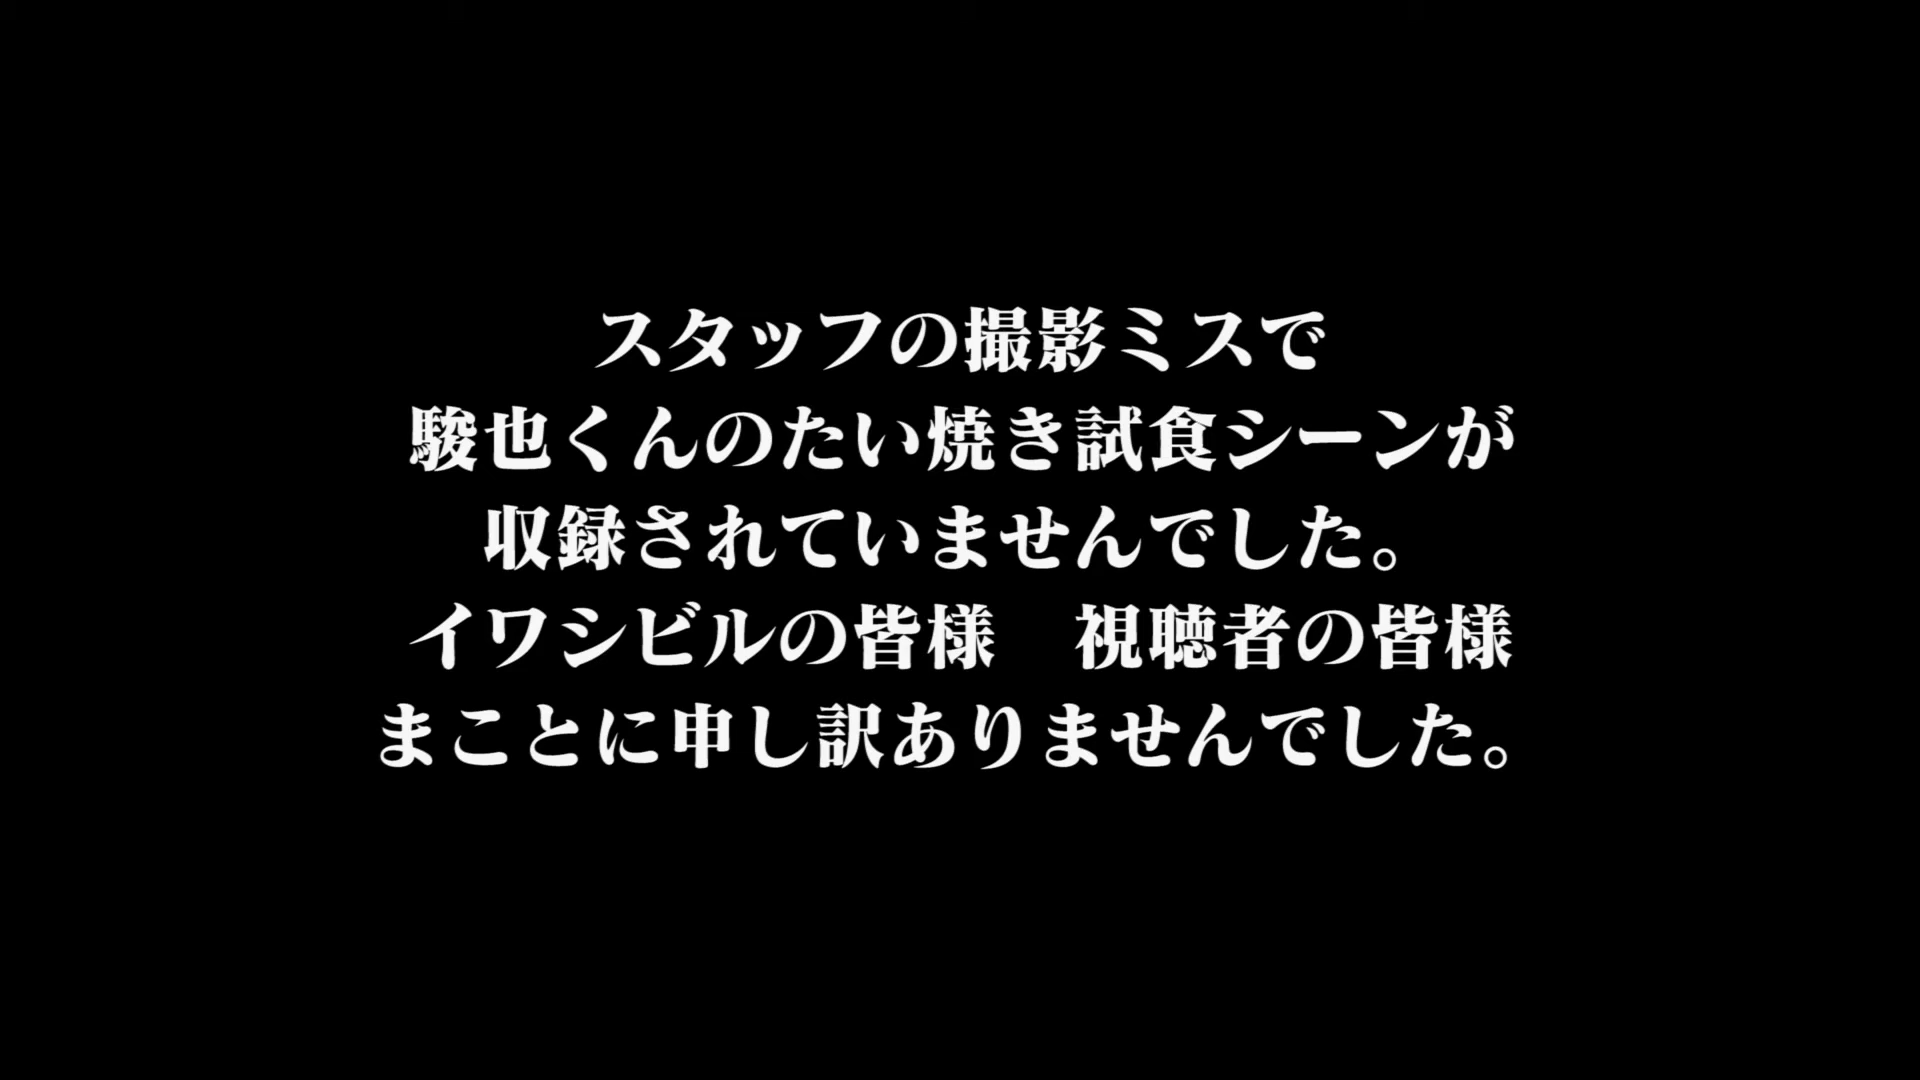 スタッフの撮影ミスで
駿也くんのたい焼き試食シーンが
収録されていませんでした。
イワシビルの皆様　視聴者の皆様
まことに申し訳ありませんでした。